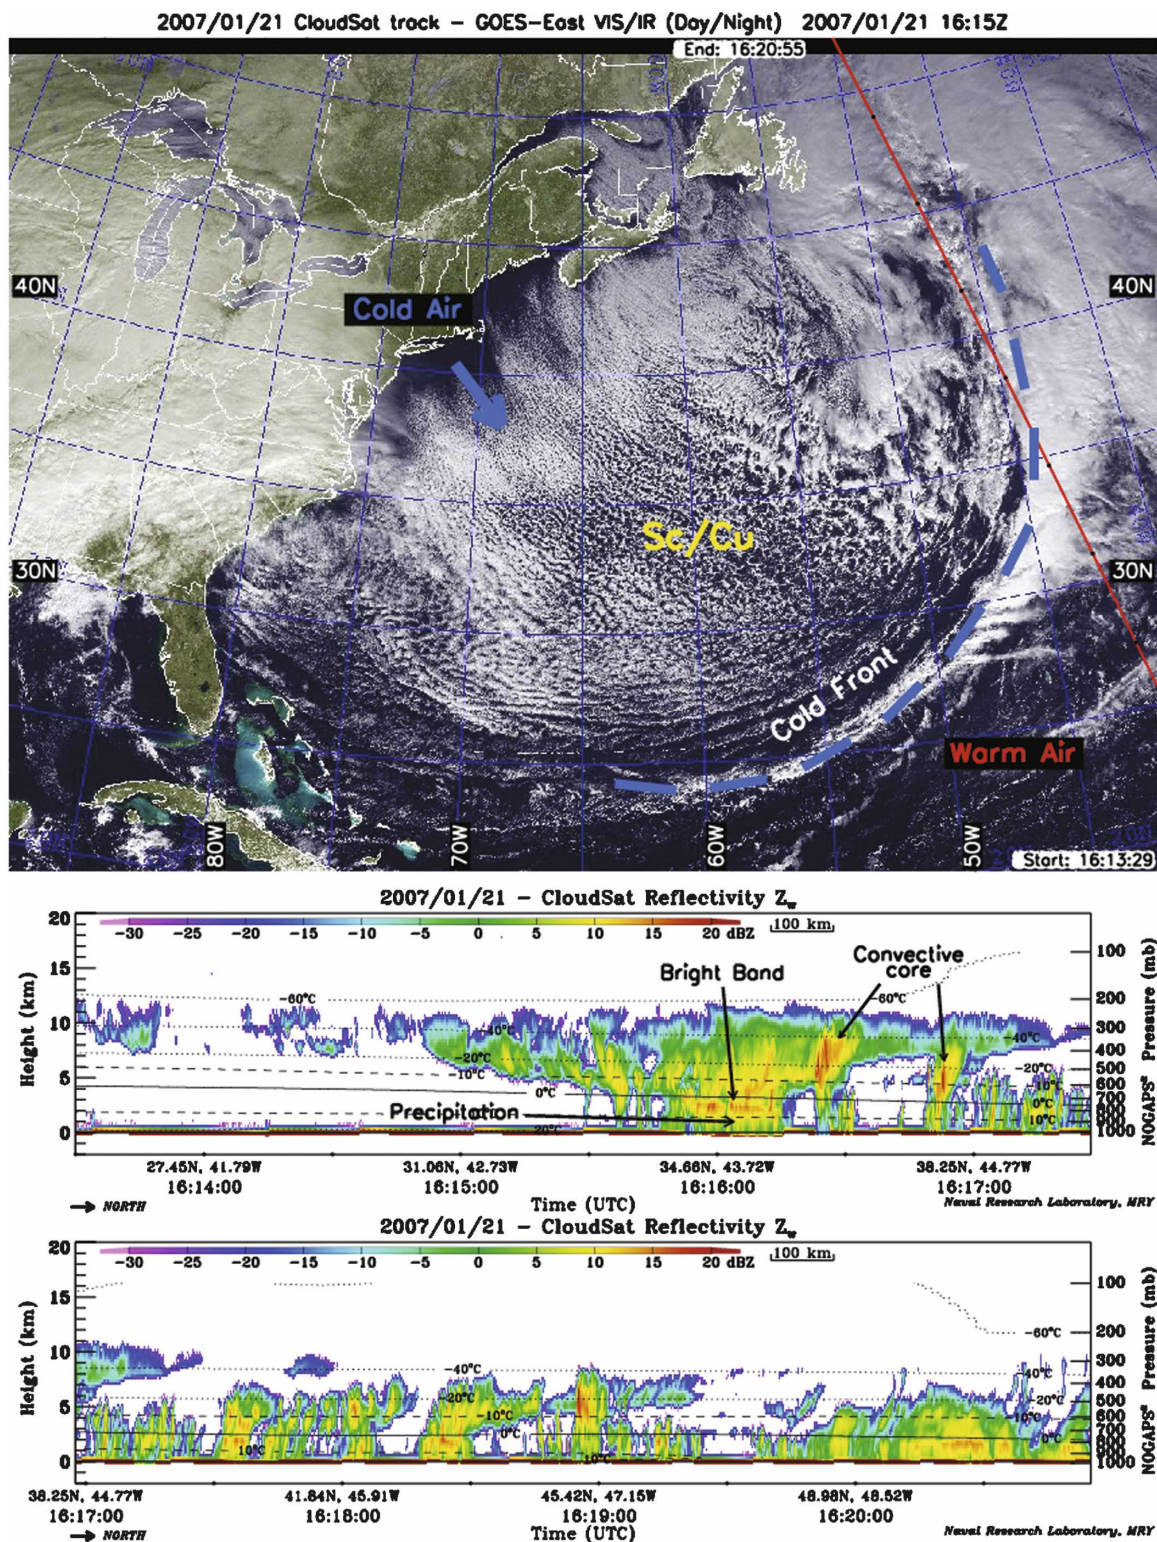 2007/01/21 CloudSat track - GOES-East VIS/IR (Day/Night) 2007/01/21 16:15Z
End: 16:20:55
40N
40N
Cold Air
Sc/Cu
30N
30N
Cold Front
Warm Air
80W
70W
60W
50W
Start: 16:13:29
2007/01/21 - CloudSat Reflectivity Zw
20
15
10
5
0
Height (km)
-30 -25 -20 -15 -10 -5 0 5 10 15 20 dBZ
100 km
Convective
core
Bright Band
Precipitation
-60°C
-60°C
-40°C
-40°C
-20°C
-20°C
-10°C
10°C
0°C
0°C
10°C
20°C
100
200
300
400
500
600
700
800
900
1000
NOGAPS* Pressure (mb)
27.45N, 41.79W 31.06N, 42.73W 34.66N, 43.72W 38.25N, 44.77W
16:14:00 16:15:00 16:16:00 16:17:00
NORTH
Time (UTC)
Naval Research Laboratory, MRY
2007/01/21 - CloudSat Reflectivity Zw
20
15
10
5
0
Height (km)
-30 -25 -20 -15 -10 -5 0 5 10 15 20 dBZ
100 km
-60°C
-40°C
-40°C
-20°C
-20°C
-10°C
10°C
0°C
0°C
10°C
10°C
100
200
300
400
500
600
700
800
900
1000
NOGAPS* Pressure (mb)
38.25N, 44.77W 41.84N, 45.91W 45.42N, 47.15W 48.98N, 48.52W
16:17:00 16:18:00 16:19:00 16:20:00
NORTH
Time (UTC)
Naval Research Laboratory, MRY